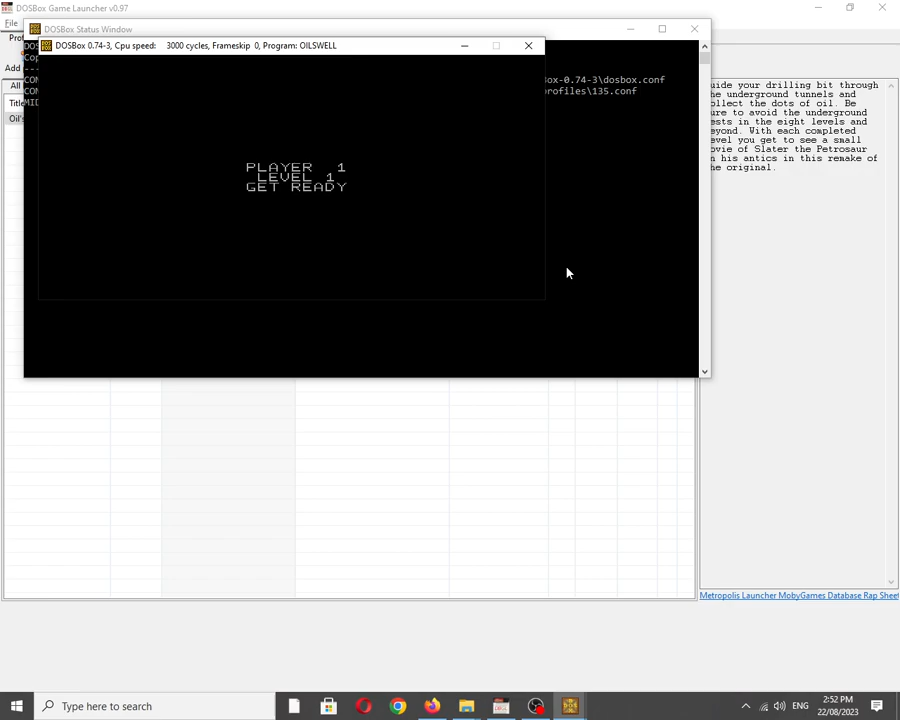 DOSBox Game Launcher v0.97
File
DOSBox Status Window
DOSBox 0.74-3, Cpu speed: 3000 cycles, Frameskip 0, Program: OILSWELL
Add
All
Title
Oil's
ox-0.74-3\dosbox.conf
rofiles\135.conf
PLAYER 1
LEVEL 1
GET READY
uide your drilling bit through
he underground tunnels and
ollect the dots of oil. Be
ure to avoid the underground
ests in the eight levels and
eyond. With each completed
evel you get to see a small
ovie of Slater the Petrosaur
n his antics in this remake of
he original.
Metropolis Launcher MobyGames Database Rap Sheet
Type here to search
ENG
2:52 PM
22/08/2023